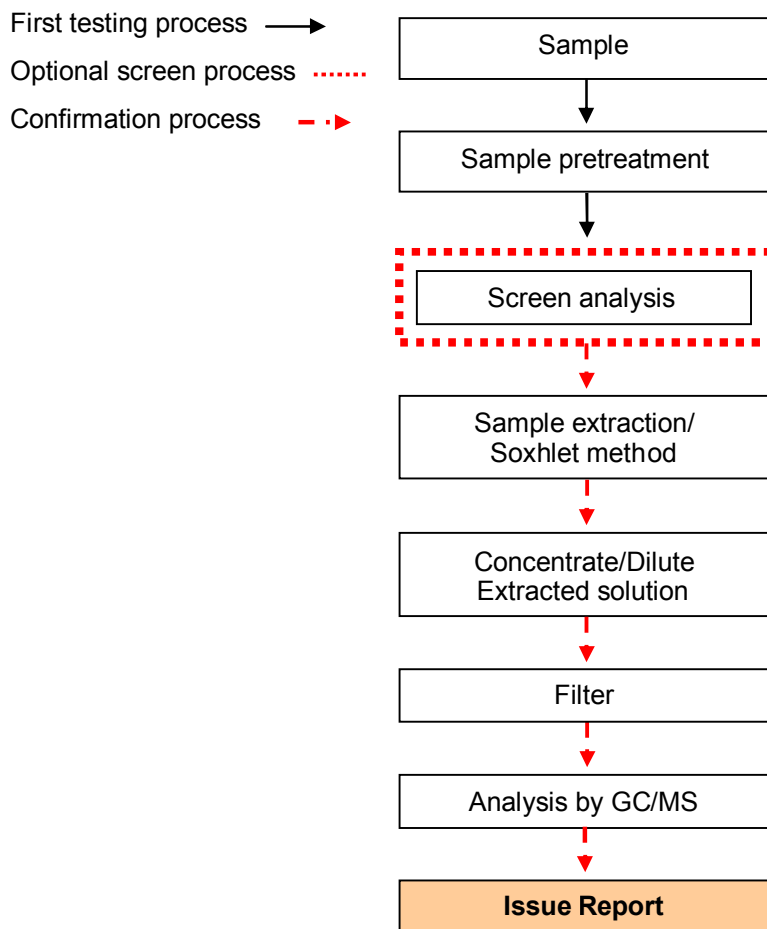 First testing process
Optional screen process
Confirmation process
Sample
Sample pretreatment
Screen analysis
Sample extraction/
Soxhlet method
Concentrate/Dilute
Extracted solution
Filter
Analysis by GC/MS
Issue Report